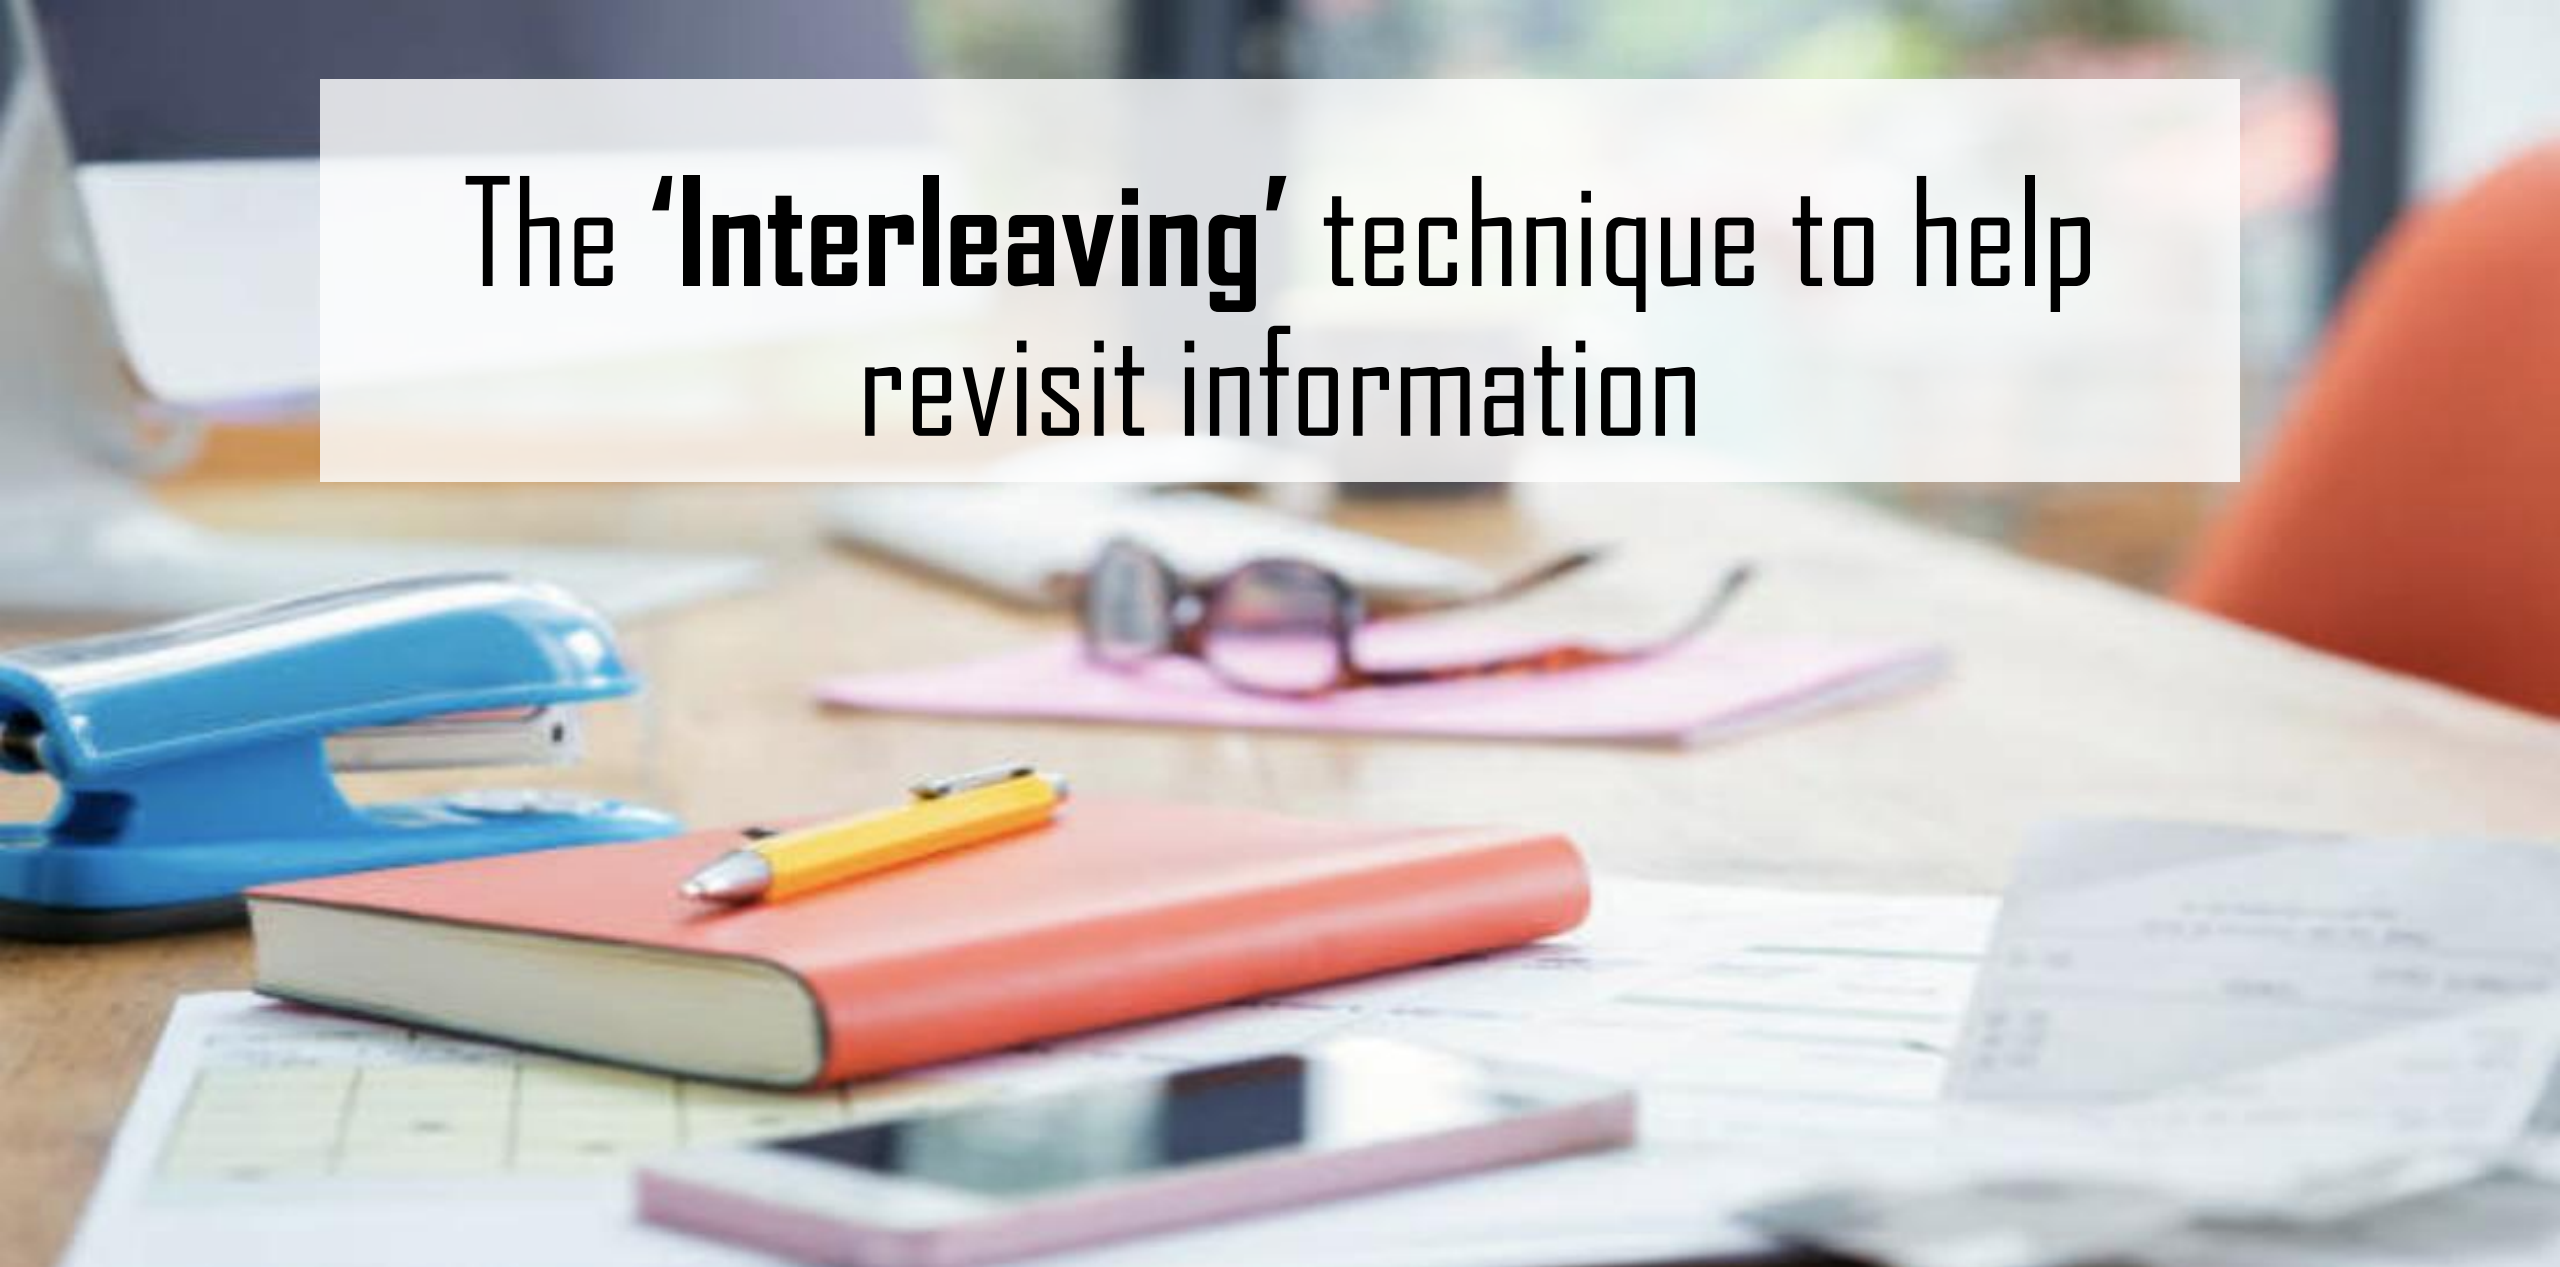 The ‘Interleaving’ technique to help
revisit information